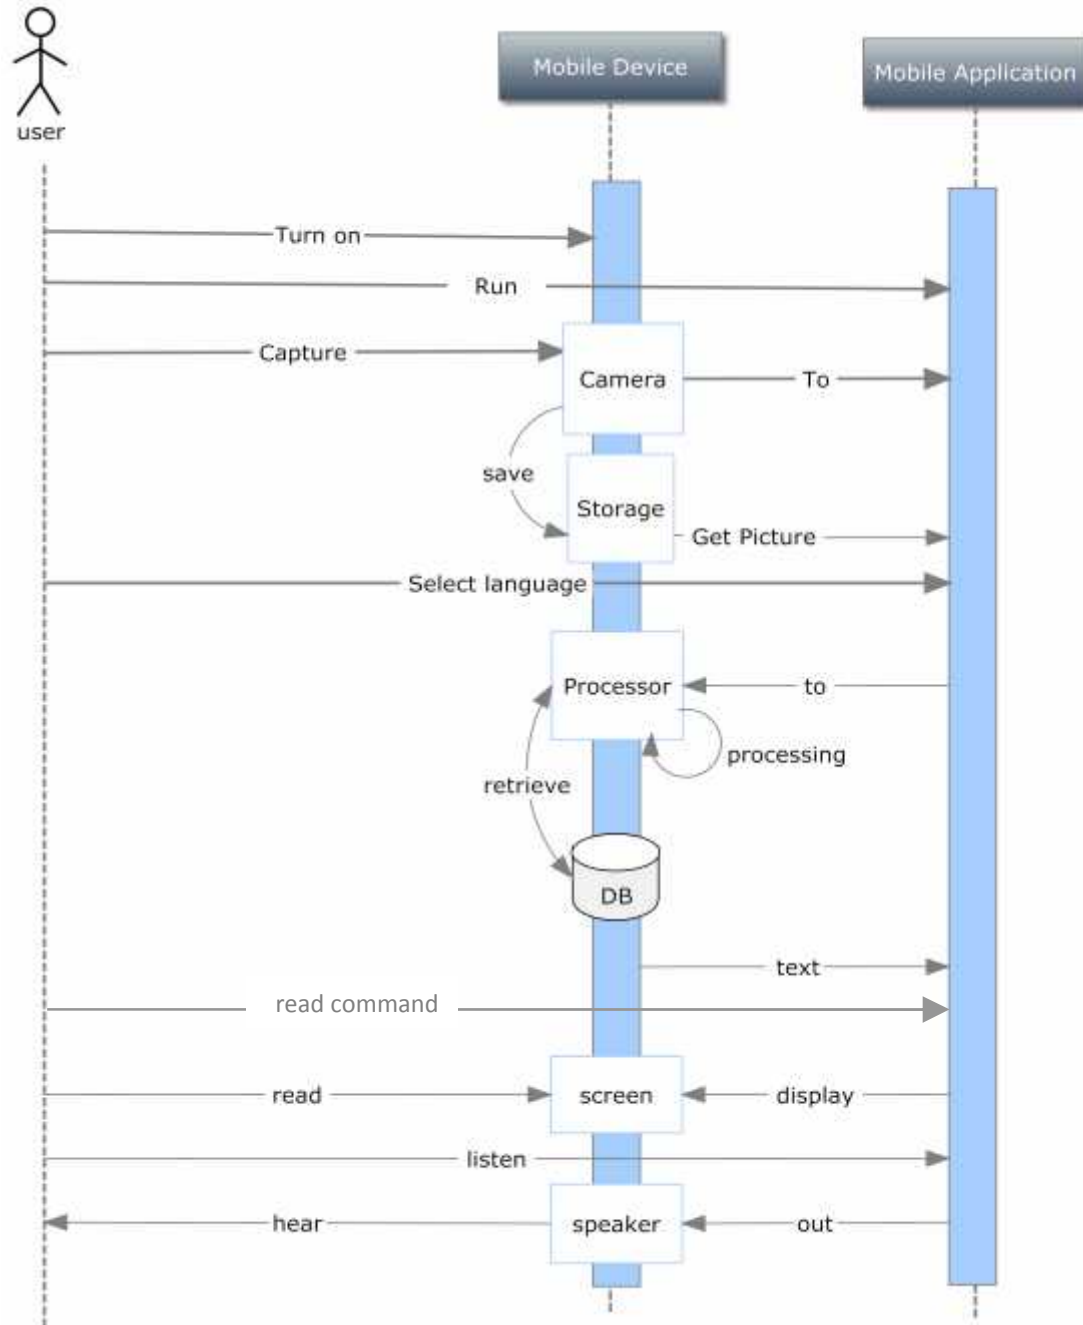 user
Mobile Device
Mobile Application
Turn on
Run
Capture
Camera
To
save
Storage
Get Picture
Select language
Processor
to
processing
retrieve
DB
text
read command
read
screen
display
listen
hear
speaker
out